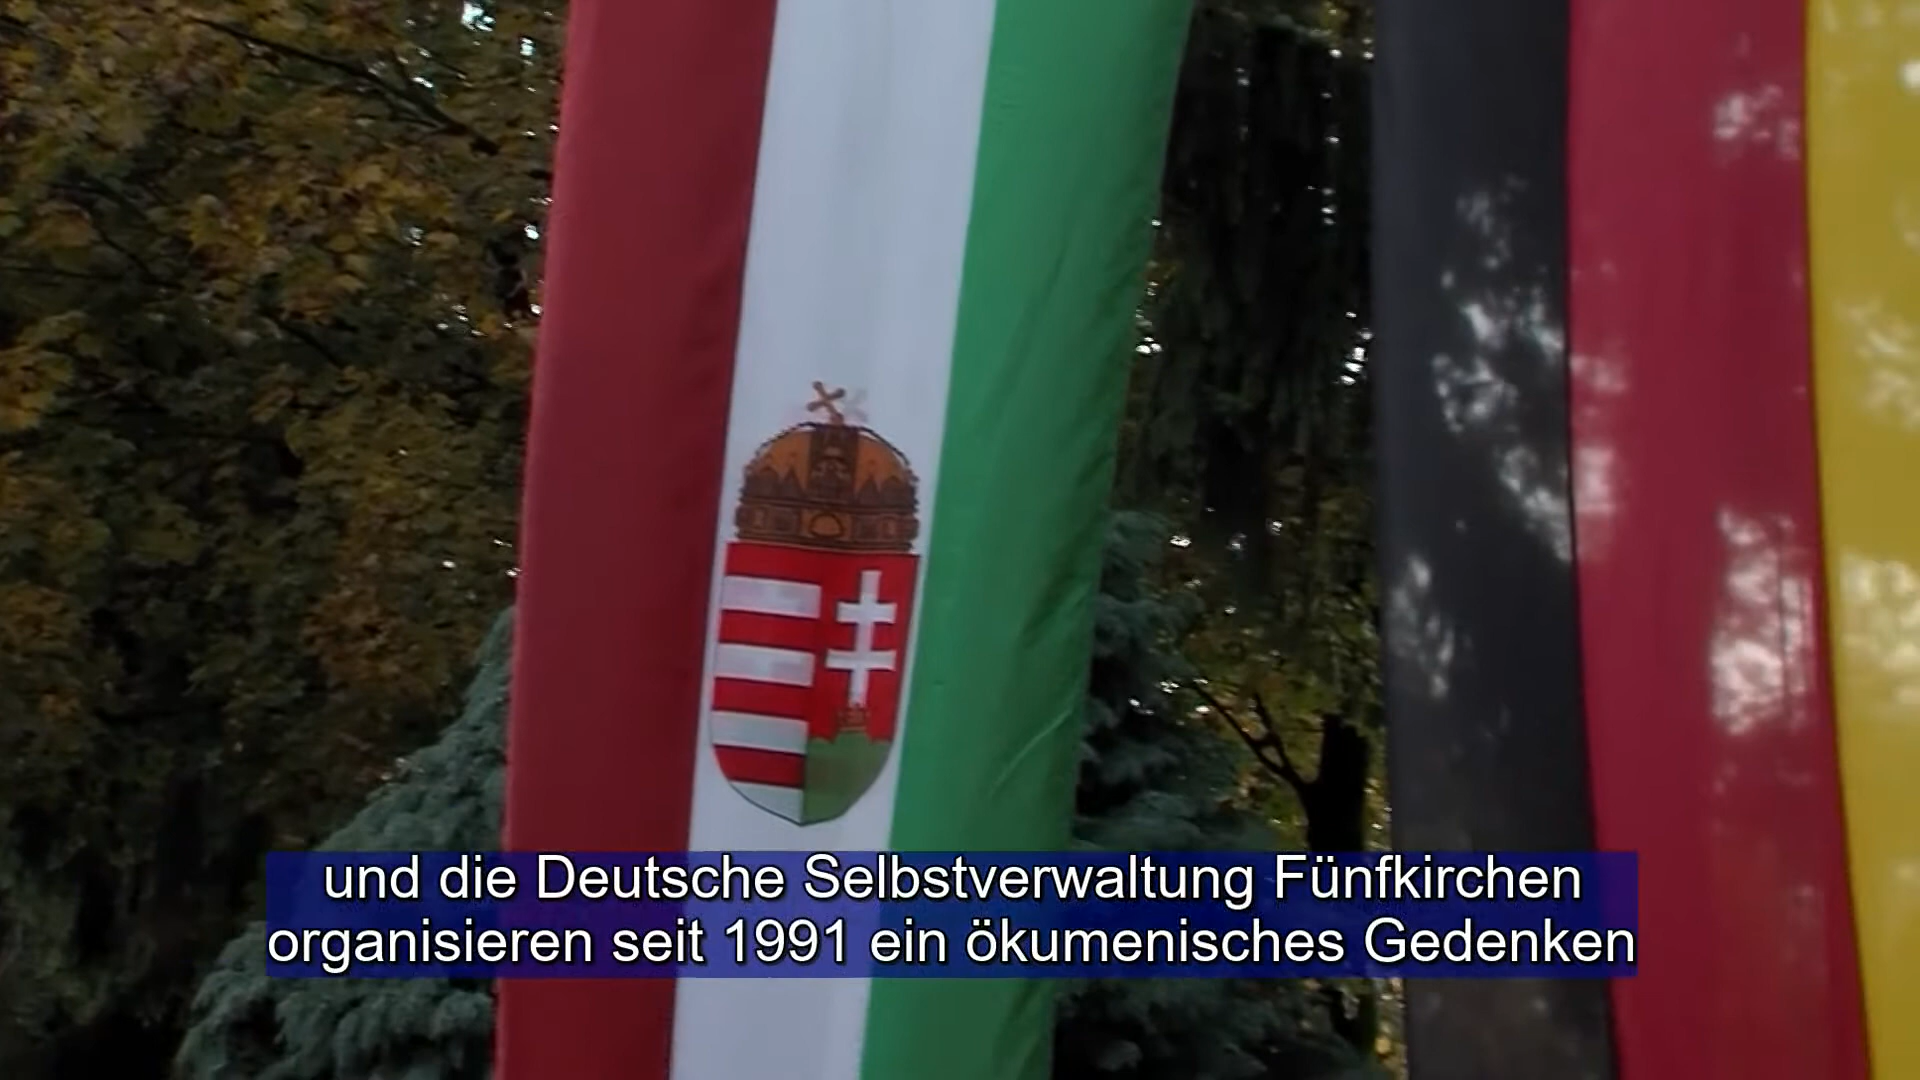 und die Deutsche Selbstverwaltung Fünfkirchen
organisieren seit 1991 ein ökumenisches Gedenken